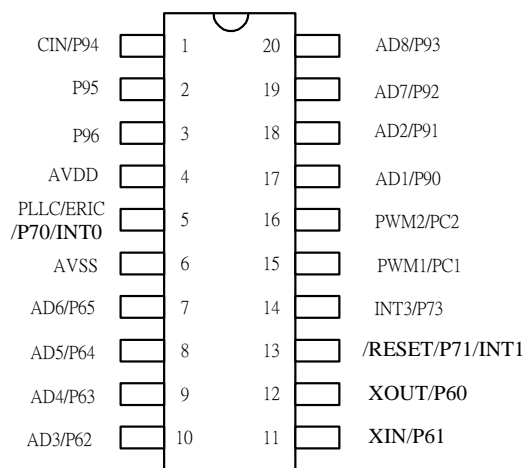 CIN/P94 1 20 AD8/P93
P95 2 19 AD7/P92
P96 3 18 AD2/P91
AVDD 4 17 AD1/P90
PLLC/ERIC
/P70/INT0 5 16 PWM2/PC2
AVSS 6 15 PWM1/PC1
AD6/P65 7 14 INT3/P73
AD5/P64 8 13 /RESET/P71/INT1
AD4/P63 9 12 XOUT/P60
AD3/P62 10 11 XIN/P61